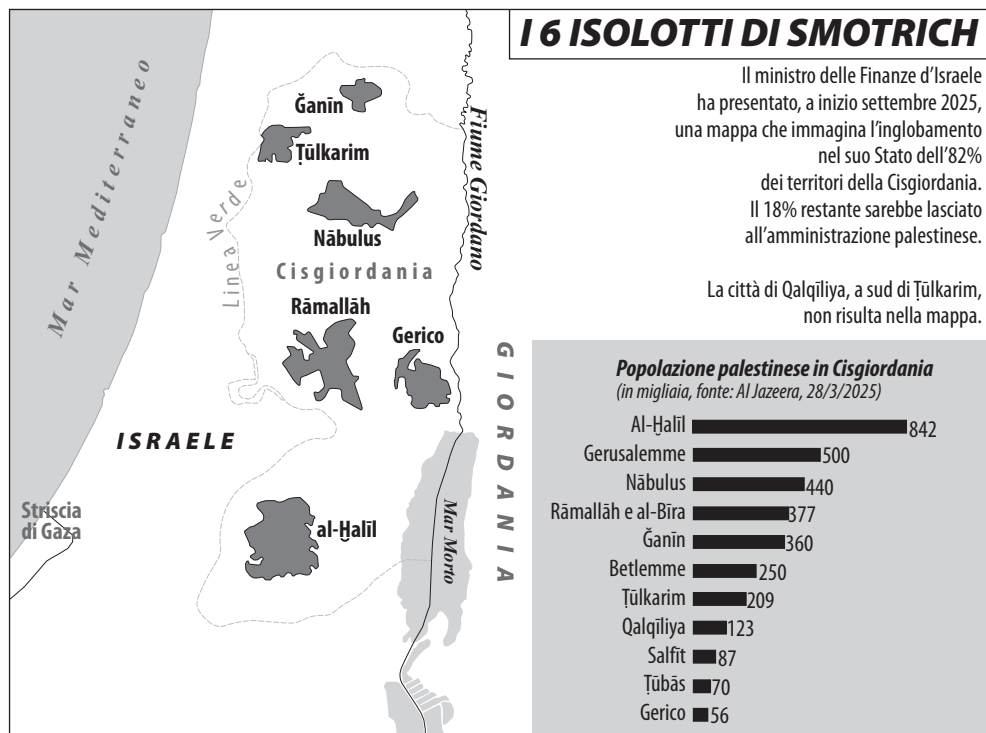 I 6 ISOLOTTI DI SMOTRICH
Il ministro delle Finanze d’Israele
ha presentato, a inizio settembre 2025,
una mappa che immagina l’inglobamento
nel suo Stato dell’82%
dei territori della Cisgiordania.
Il 18% restante sarebbe lasciato
all’amministrazione palestinese.
La città di Qalqīliya, a sud di Ṭūlkarim,
non risulta nella mappa.
Mar Mediterraneo
Ǧanīn
Ṭūlkarim
Fiume Giordano
Linea Verde
Nābulus
Cisgiordania
Rāmallāh
Gerico
GIORDANIA
ISRAELE
Striscia
di Gaza
al-Ḫalīl
Mar Morto
Popolazione palestinese in Cisgiordania
(in migliaia, fonte: Al Jazeera, 28/3/2025)
Al-Ḫalīl 842
Gerusalemme 500
Nābulus 440
Rāmallāh e al-Bīra 377
Ǧanīn 360
Betlemme 250
Ṭūlkarim 209
Qalqīliya 123
Salfīt 87
Ṭūbās 70
Gerico 56